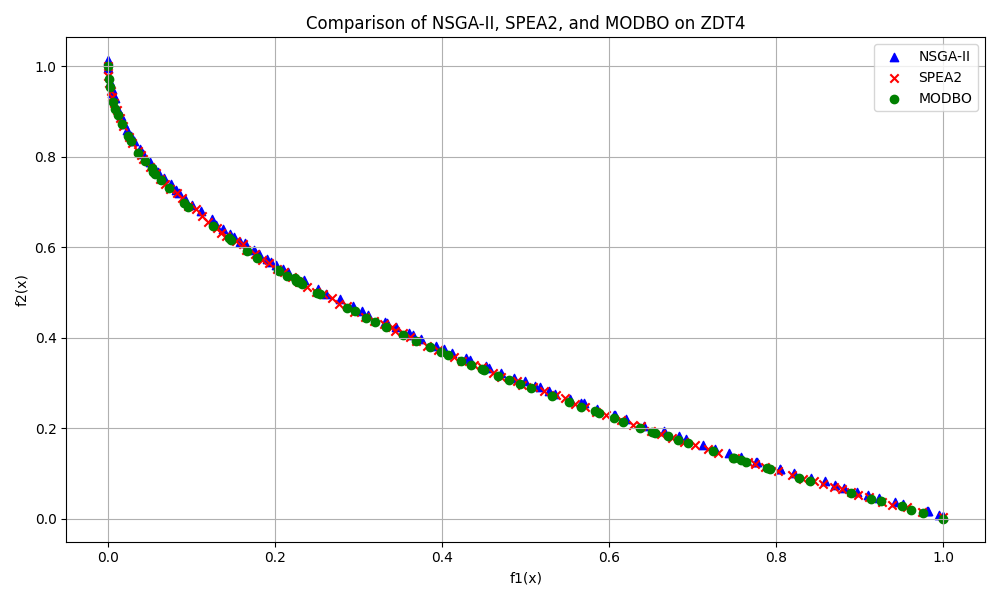 Comparison of NSGA-II, SPEA2, and MODBO on ZDT4
NSGA-II
SPEA2
MODBO
f2(x)
1.0
0.8
0.6
0.4
0.2
0.0
0.0 0.2 0.4 0.6 0.8 1.0
f1(x)